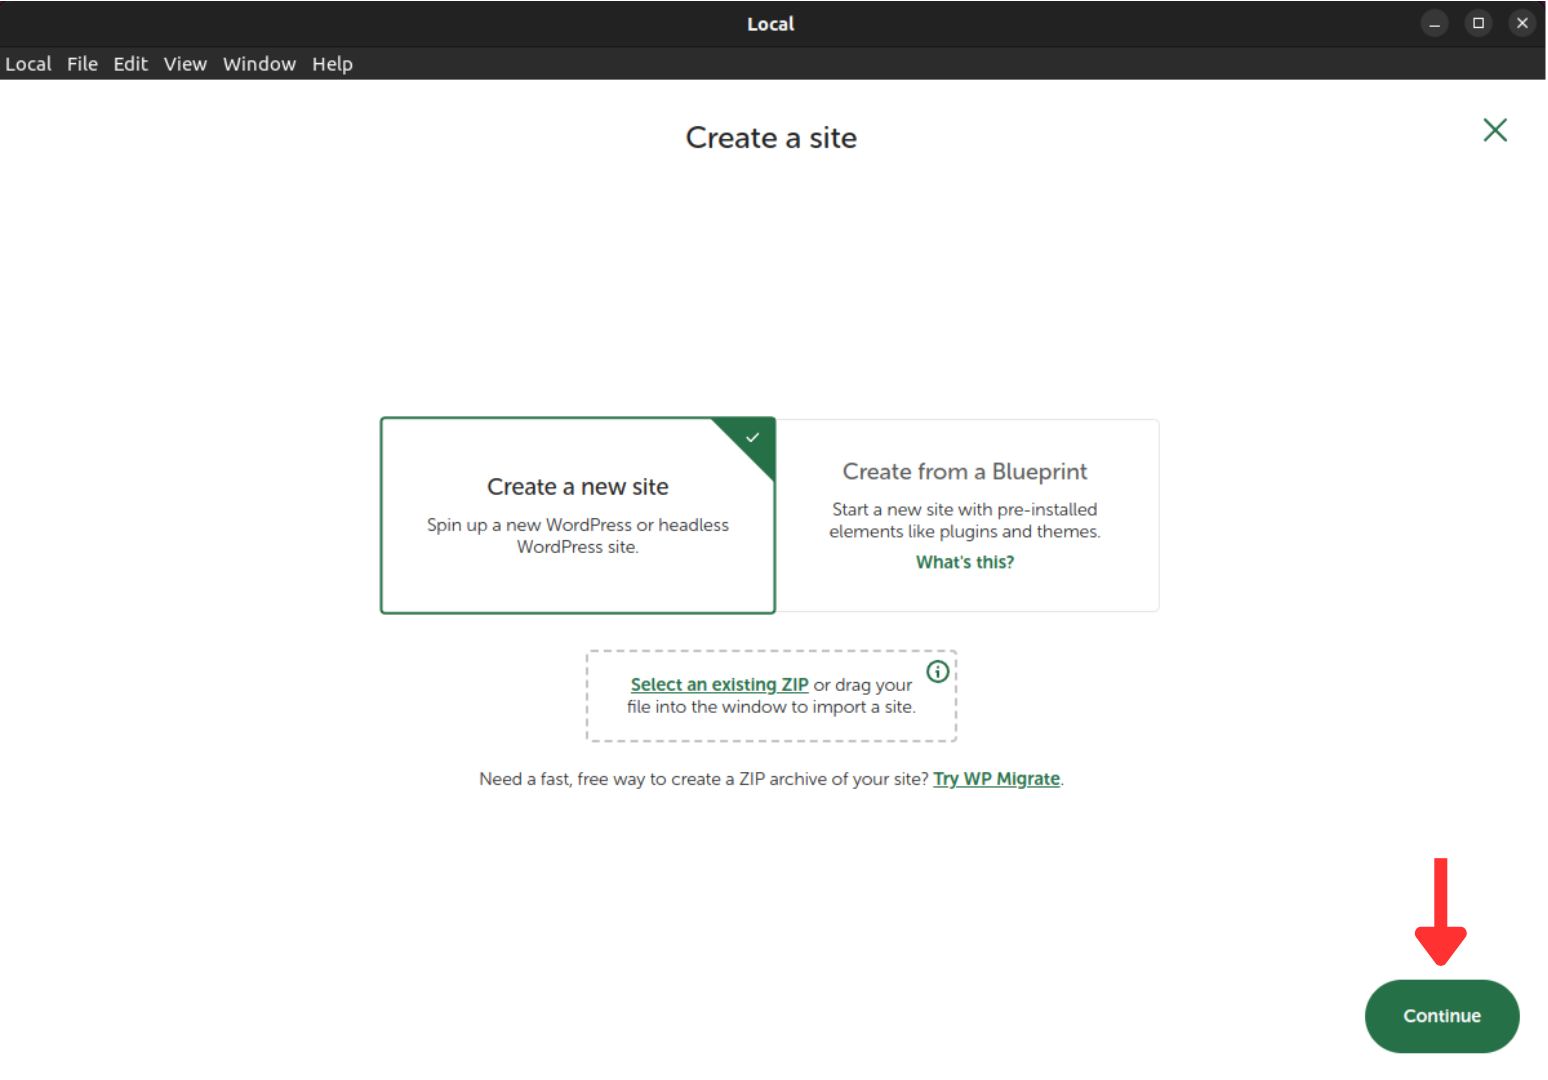 Local
Local File Edit View Window Help
Create a site
Create a new site
Spin up a new WordPress or headless
WordPress site.
Create from a Blueprint
Start a new site with pre-installed
elements like plugins and themes.
What's this?
Select an existing ZIP or drag your
file into the window to import a site.
Need a fast, free way to create a ZIP archive of your site? Try WP Migrate.
Continue